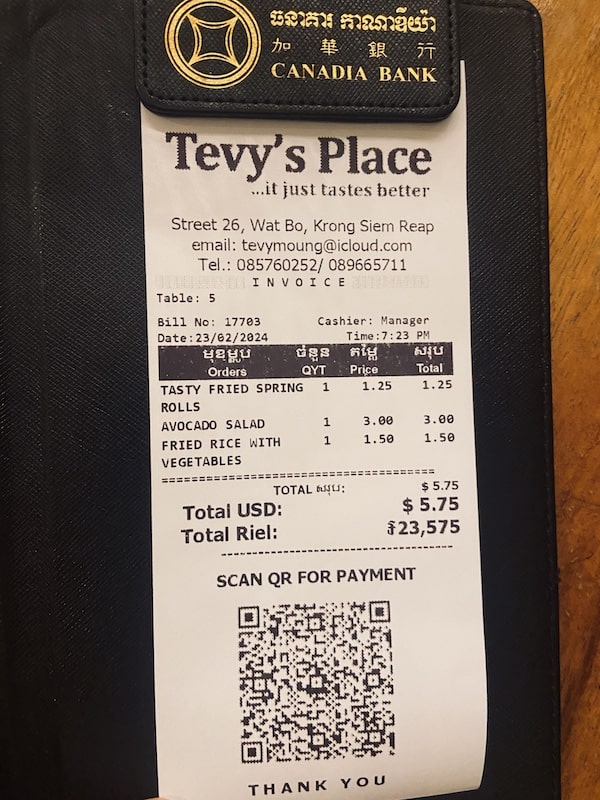 ធនាគារ កាណាឌីយ៉ា
加 華 銀 行
CANADIA BANK
Tevy's Place
...it just tastes better
Street 26, Wat Bo, Krong Siem Reap
email: tevymoung@icloud.com
Tel.: 085760252/ 089665711
INVOICE
Table: 5
Bill No: 17703 Cashier: Manager
Date:23/02/2024 Time:7:23 PM
មុខម្ហូប ចំនួន តម្លៃ សរុប
Orders QYT Price Total
TASTY FRIED SPRING 1 1.25 1.25
ROLLS
AVOCADO SALAD 1 3.00 3.00
FRIED RICE WITH 1 1.50 1.50
VEGETABLES
TOTAL សរុប: $ 5.75
Total USD: $ 5.75
Total Riel: ៛23,575
SCAN QR FOR PAYMENT
THANK YOU